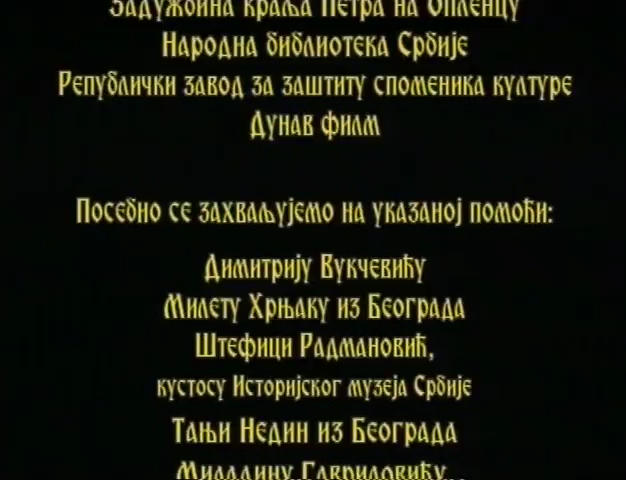 Задужбина краља Петра на Опленцу
Народна библиотека Србије
Републички завод за заштиту споменика културе
Дунав филм
Посебно се захваљујемо на указаној помоћи:
Димитрију Вукчевићу
Милету Хрњаку из Београда
Штефици Радмановић,
кустосу Историјског музеја Србије
Тањи Недин из Београда
Миладину Гавриловићу,